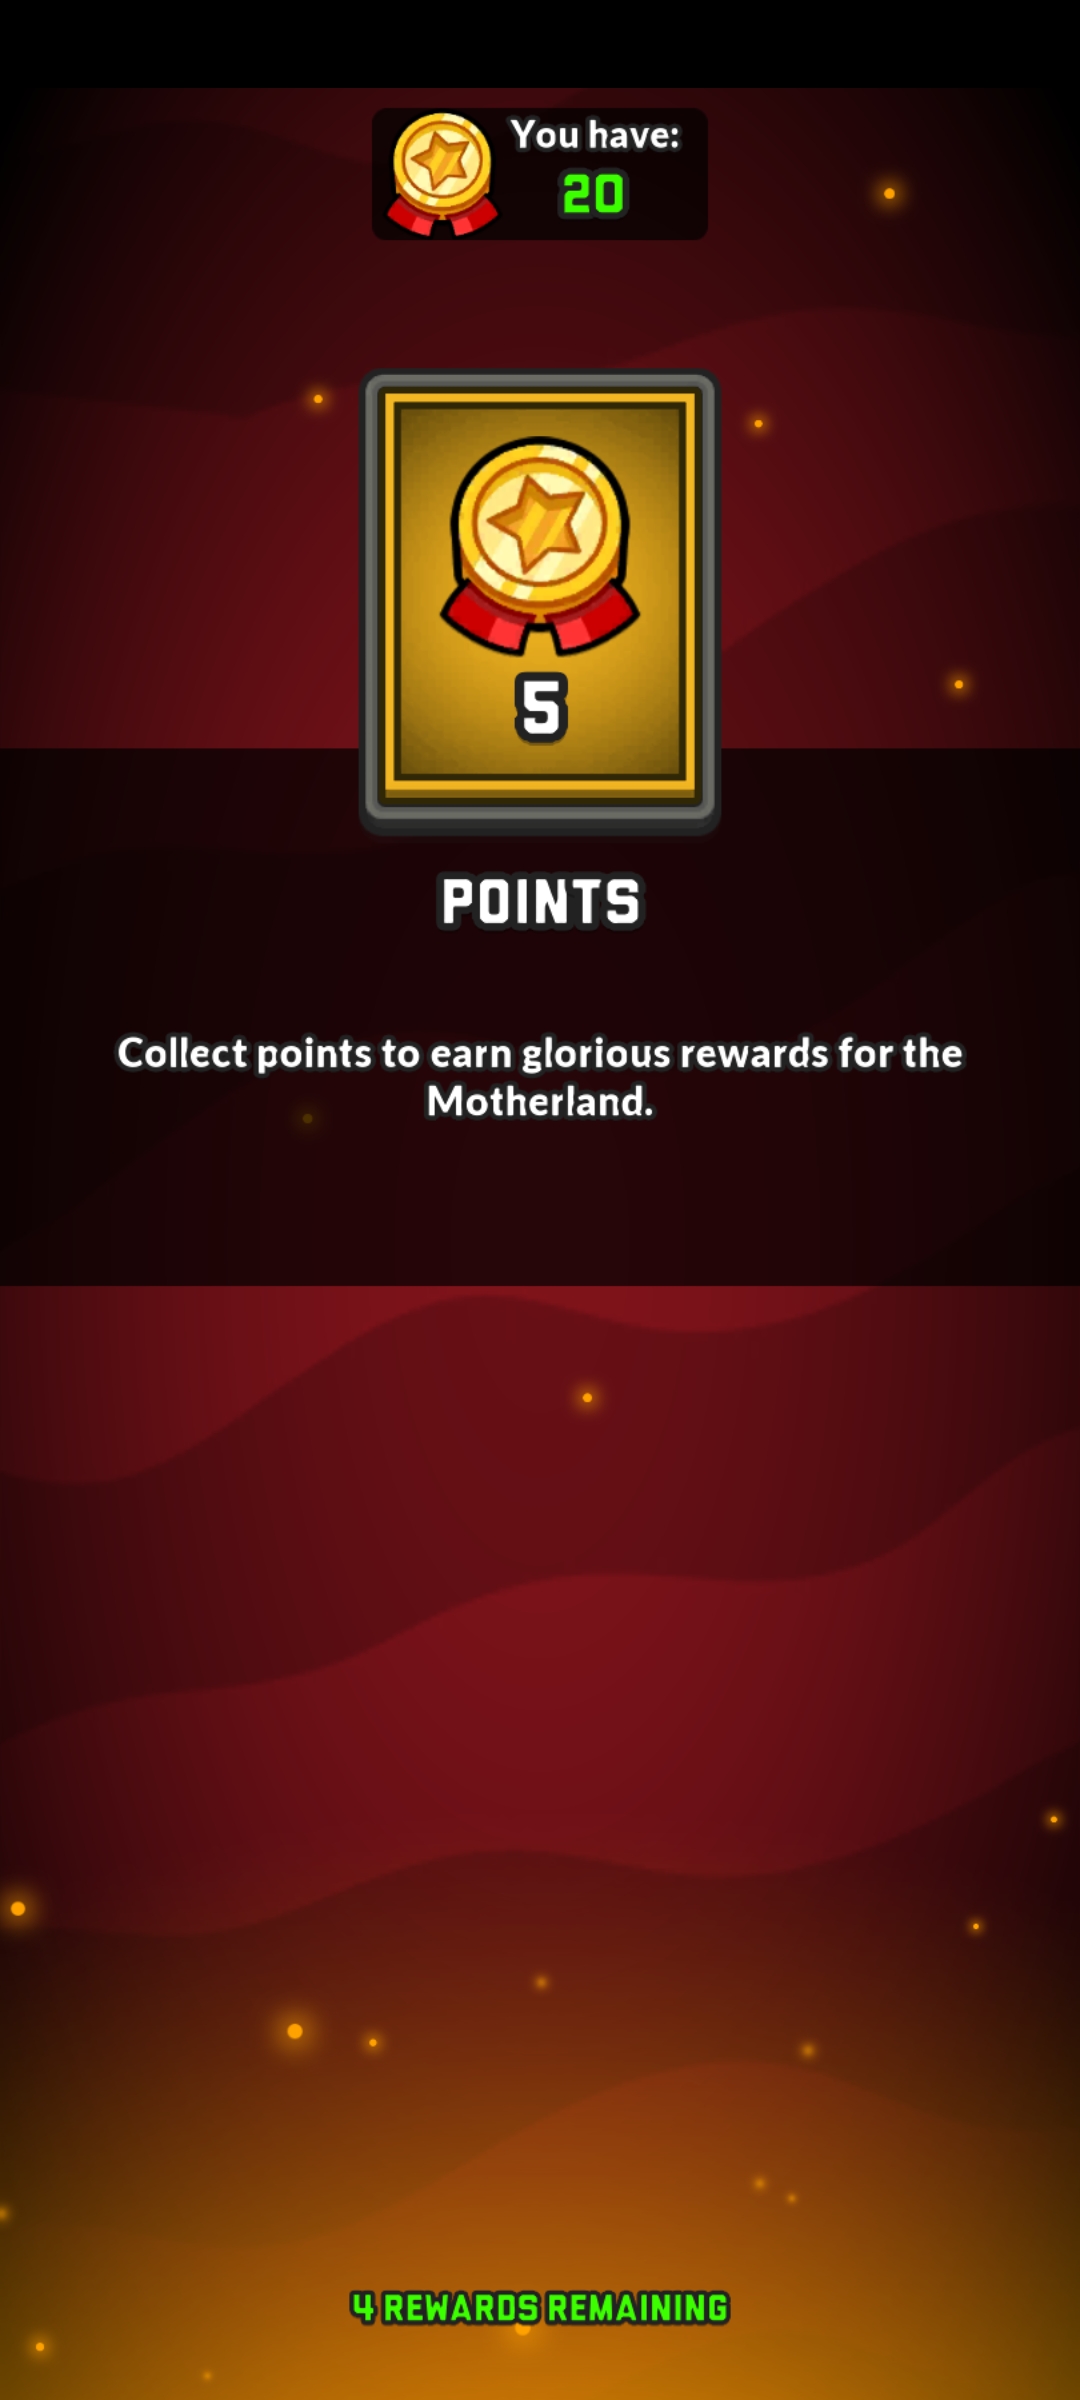 You have:
20
5
POINTS
Collect points to earn glorious rewards for the
Motherland.
4 REWARDS REMAINING